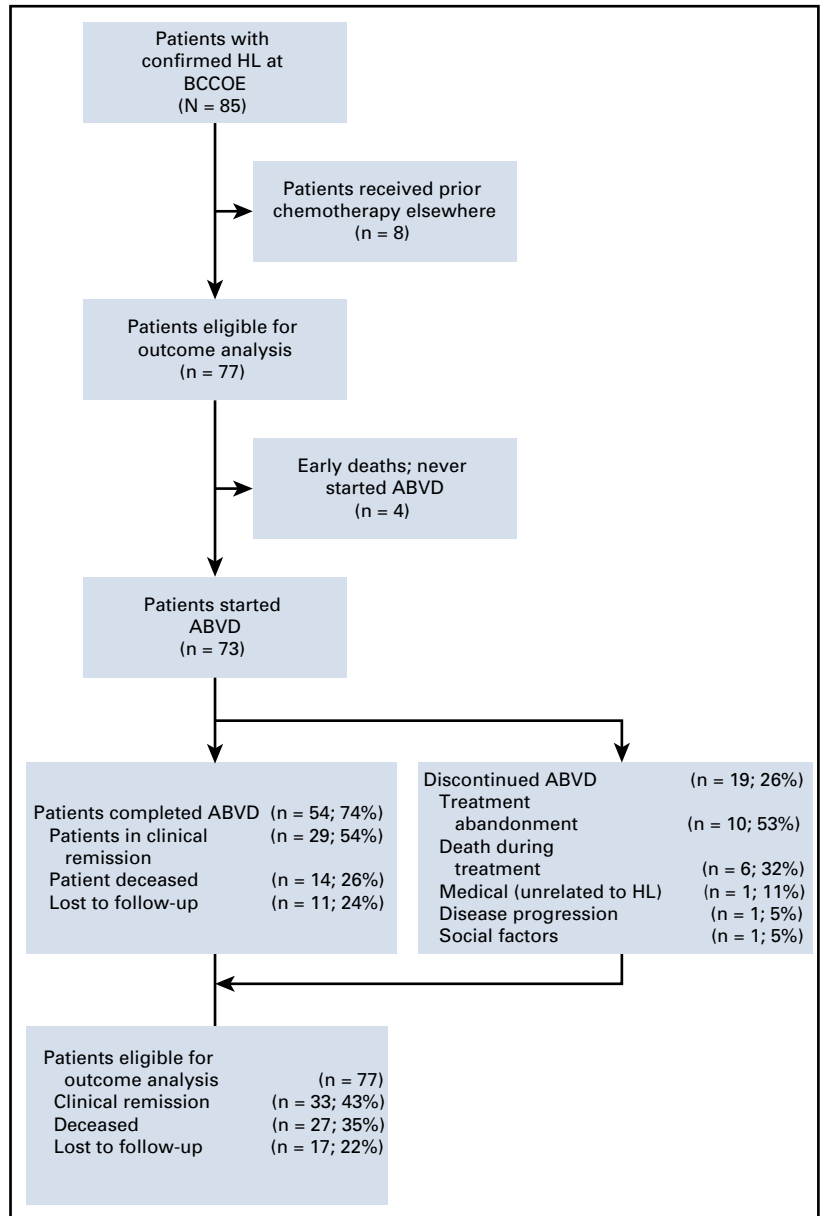 Patients with
confirmed HL at
BCCOE
(N = 85)
Patients received prior
chemotherapy elsewhere
(n = 8)
Patients eligible for
outcome analysis
(n = 77)
Early deaths; never
started ABVD
(n = 4)
Patients started
ABVD
(n = 73)
Patients completed ABVD (n = 54; 74%)
Patients in clinical (n = 29; 54%)
remission
Patient deceased (n = 14; 26%)
Lost to follow-up (n = 11; 24%)
Discontinued ABVD (n = 19; 26%)
Treatment
abandonment (n = 10; 53%)
Death during
treatment (n = 6; 32%)
Medical (unrelated to HL) (n = 1; 11%)
Disease progression (n = 1; 5%)
Social factors (n = 1; 5%)
Patients eligible for
outcome analysis (n = 77)
Clinical remission (n = 33; 43%)
Deceased (n = 27; 35%)
Lost to follow-up (n = 17; 22%)